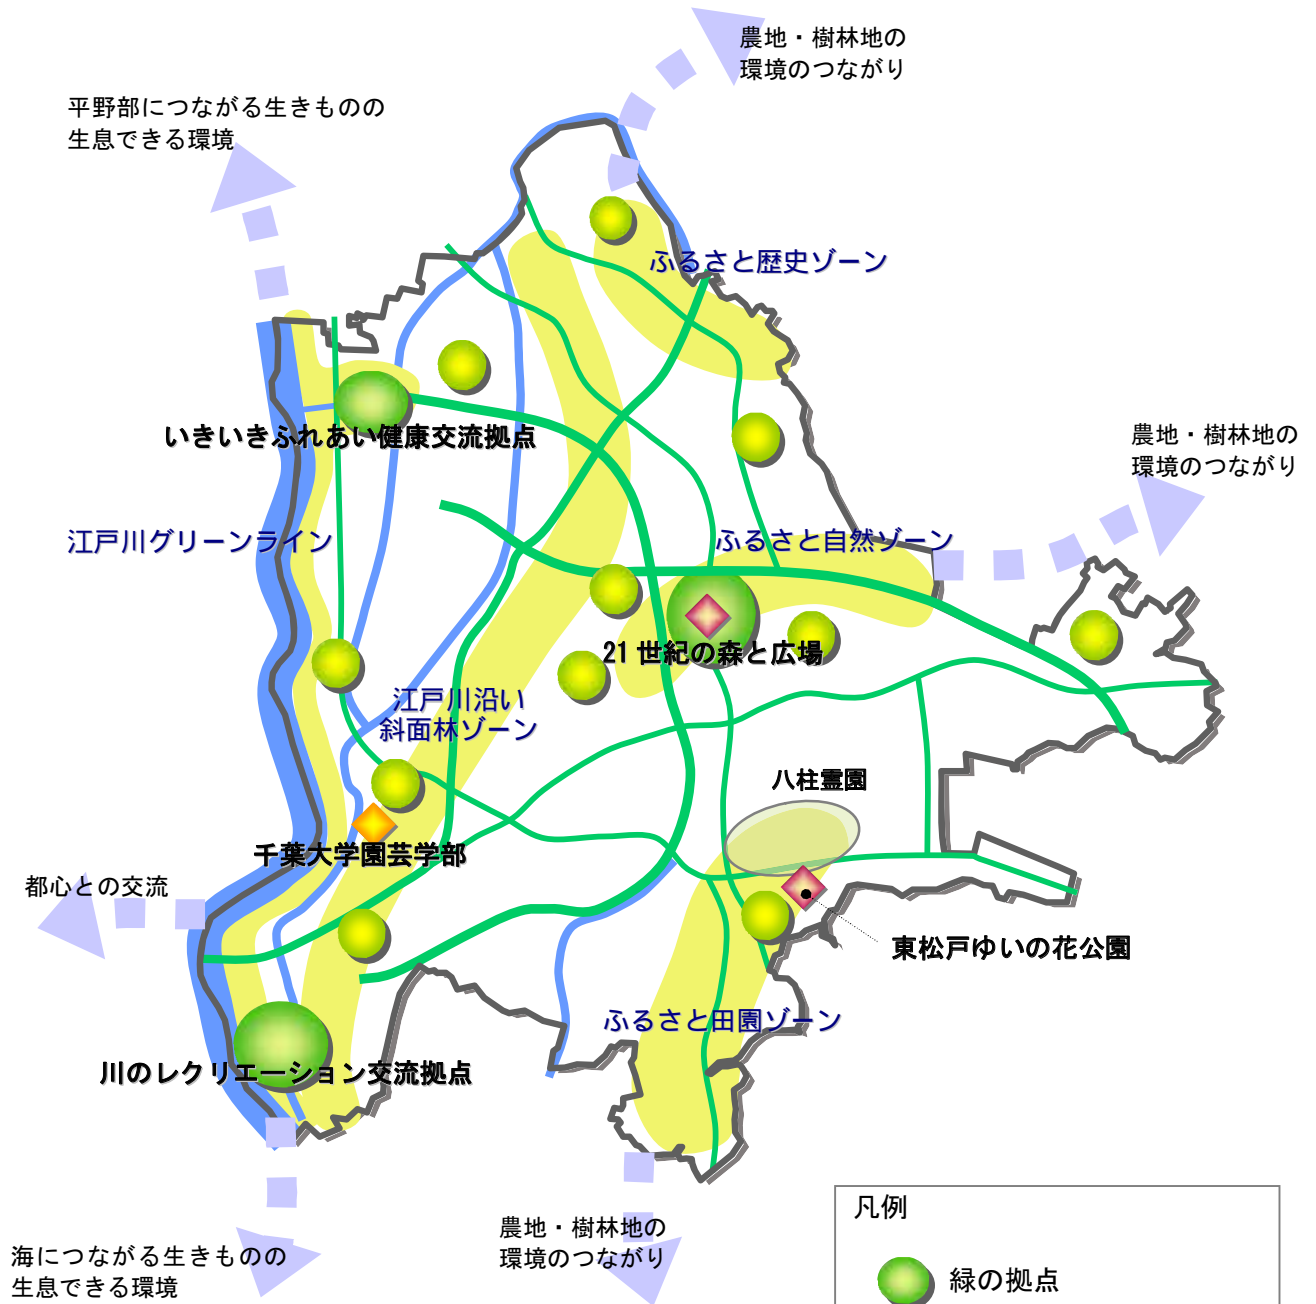 農地・樹林地の
環境のつながり
平野部につながる生きものの
生息できる環境
ふるさと歴史ゾーン
いきいきふれあい健康交流拠点
農地・樹林地の
環境のつながり
江戸川グリーンライン
ふるさと自然ゾーン
21 世紀の森と広場
江戸川沿い
斜面林ゾーン
八柱霊園
千葉大学園芸学部
都心との交流
東松戸ゆいの花公園
ふるさと田園ゾーン
川のレクリエーション交流拠点
農地・樹林地の
環境のつながり
海につながる生きものの
生息できる環境
凡例
緑の拠点